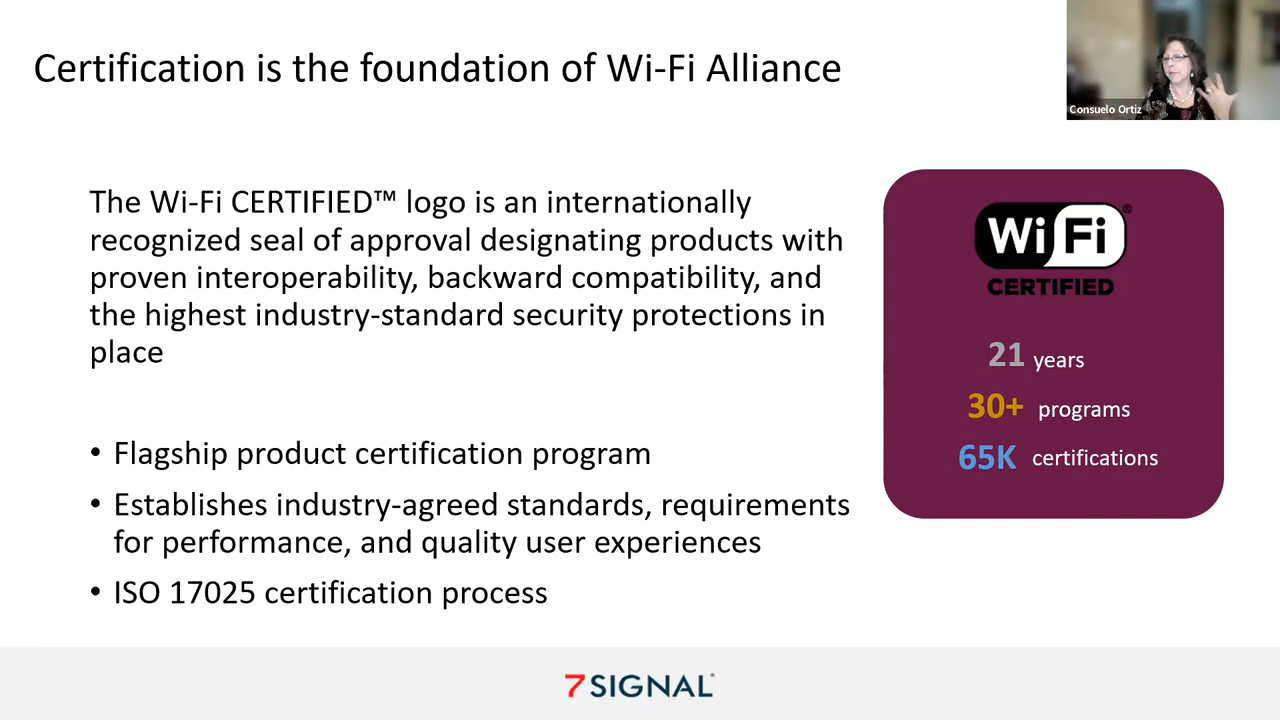 Certification is the foundation of Wi-Fi Alliance
Consuelo Ortiz
The Wi-Fi CERTIFIED™ logo is an internationally
recognized seal of approval designating products with
proven interoperability, backward compatibility, and
the highest industry-standard security protections in
place
• Flagship product certification program
• Establishes industry-agreed standards, requirements
for performance, and quality user experiences
• ISO 17025 certification process
Wi Fi®
CERTIFIED
21 years
30+ programs
65K certifications
7SIGNAL®